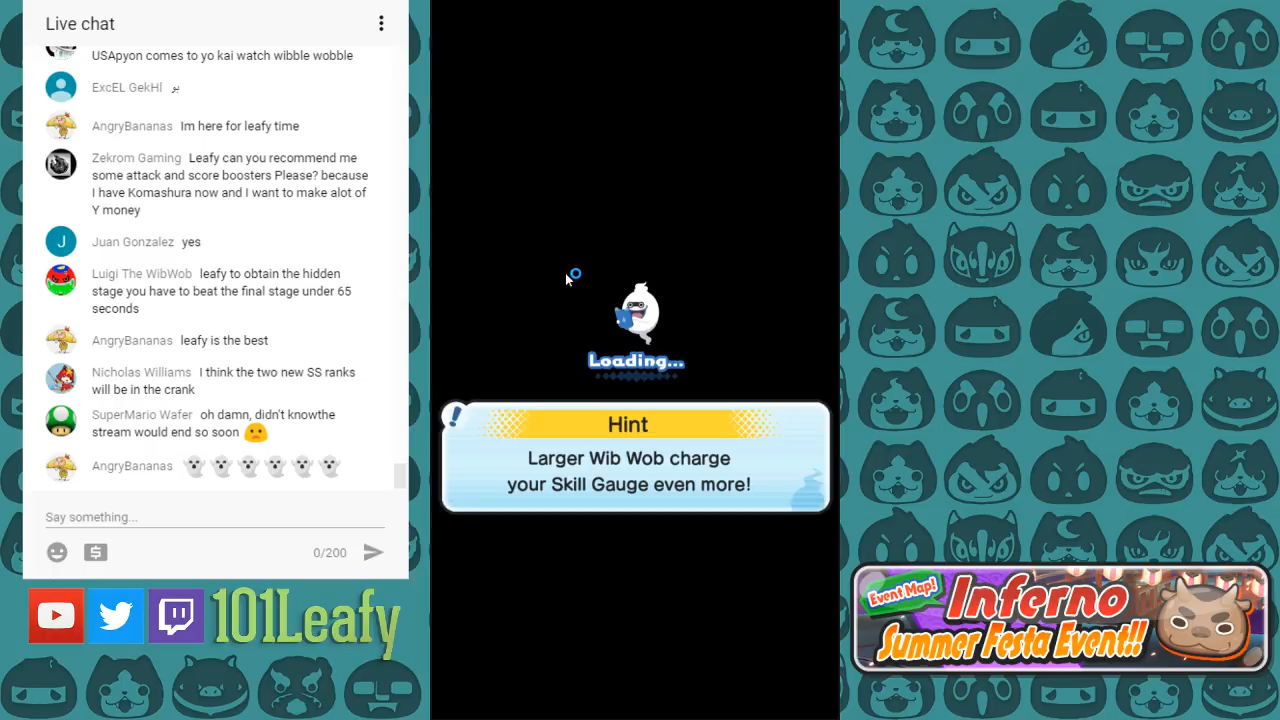 Live chat
USApyon comes to yo kai watch wibble wobble
ExcEL GekHl بو
AngryBananas Im here for leafy time
Zekrom Gaming Leafy can you recommend me
some attack and score boosters Please? because
I have Komashura now and I want to make alot of
Y money
Juan Gonzalez yes
J
Luigi The WibWob leafy to obtain the hidden
stage you have to beat the final stage under 65
seconds
AngryBananas leafy is the best
Nicholas Williams I think the two new SS ranks
will be in the crank
SuperMario Wafer oh damn, didn't knowthe
stream would end so soon
AngryBananas
Say something...
0/200
101Leafy
Loading...
Hint
Larger Wib Wob charge
your Skill Gauge even more!
Event Map!
Inferno
Summer Festa Event!!